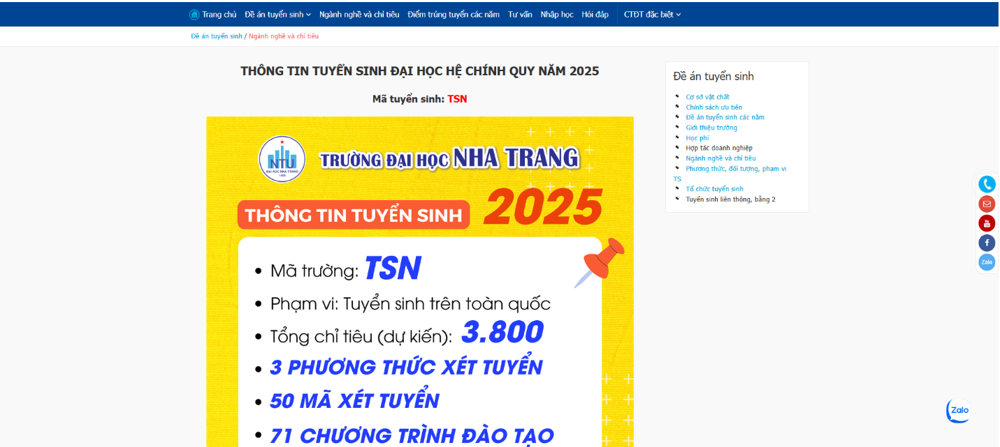 Trang chủ Đề án tuyển sinh Ngành nghề và chỉ tiêu Điểm trúng tuyển các năm Tư vấn Nhập học Hỏi đáp CTĐT đặc biệt
Đề án tuyển sinh / Ngành nghề và chỉ tiêu
THÔNG TIN TUYỂN SINH ĐẠI HỌC HỆ CHÍNH QUY NĂM 2025
Mã tuyển sinh: TSN
NTU
ĐẠI HỌC NHA TRANG
1959
TRƯỜNG ĐẠI HỌC NHA TRANG
THÔNG TIN TUYỂN SINH 2025
• Mã trường: TSN
• Phạm vi: Tuyển sinh trên toàn quốc
• Tổng chỉ tiêu (dự kiến): 3.800
• 3 PHƯƠNG THỨC XÉT TUYỂN
• 50 MÃ XÉT TUYỂN
• 71 CHƯƠNG TRÌNH ĐÀO TẠO
Đề án tuyển sinh
Cơ sở vật chất
Chính sách ưu tiên
Đề án tuyển sinh các năm
Giới thiệu trường
Học phí
Hợp tác doanh nghiệp
Ngành nghề và chỉ tiêu
Phương thức, đối tượng, phạm vi
TS
Tổ chức tuyển sinh
Tuyển sinh liên thông, bằng 2
You
Tube
Zalo
Zalo